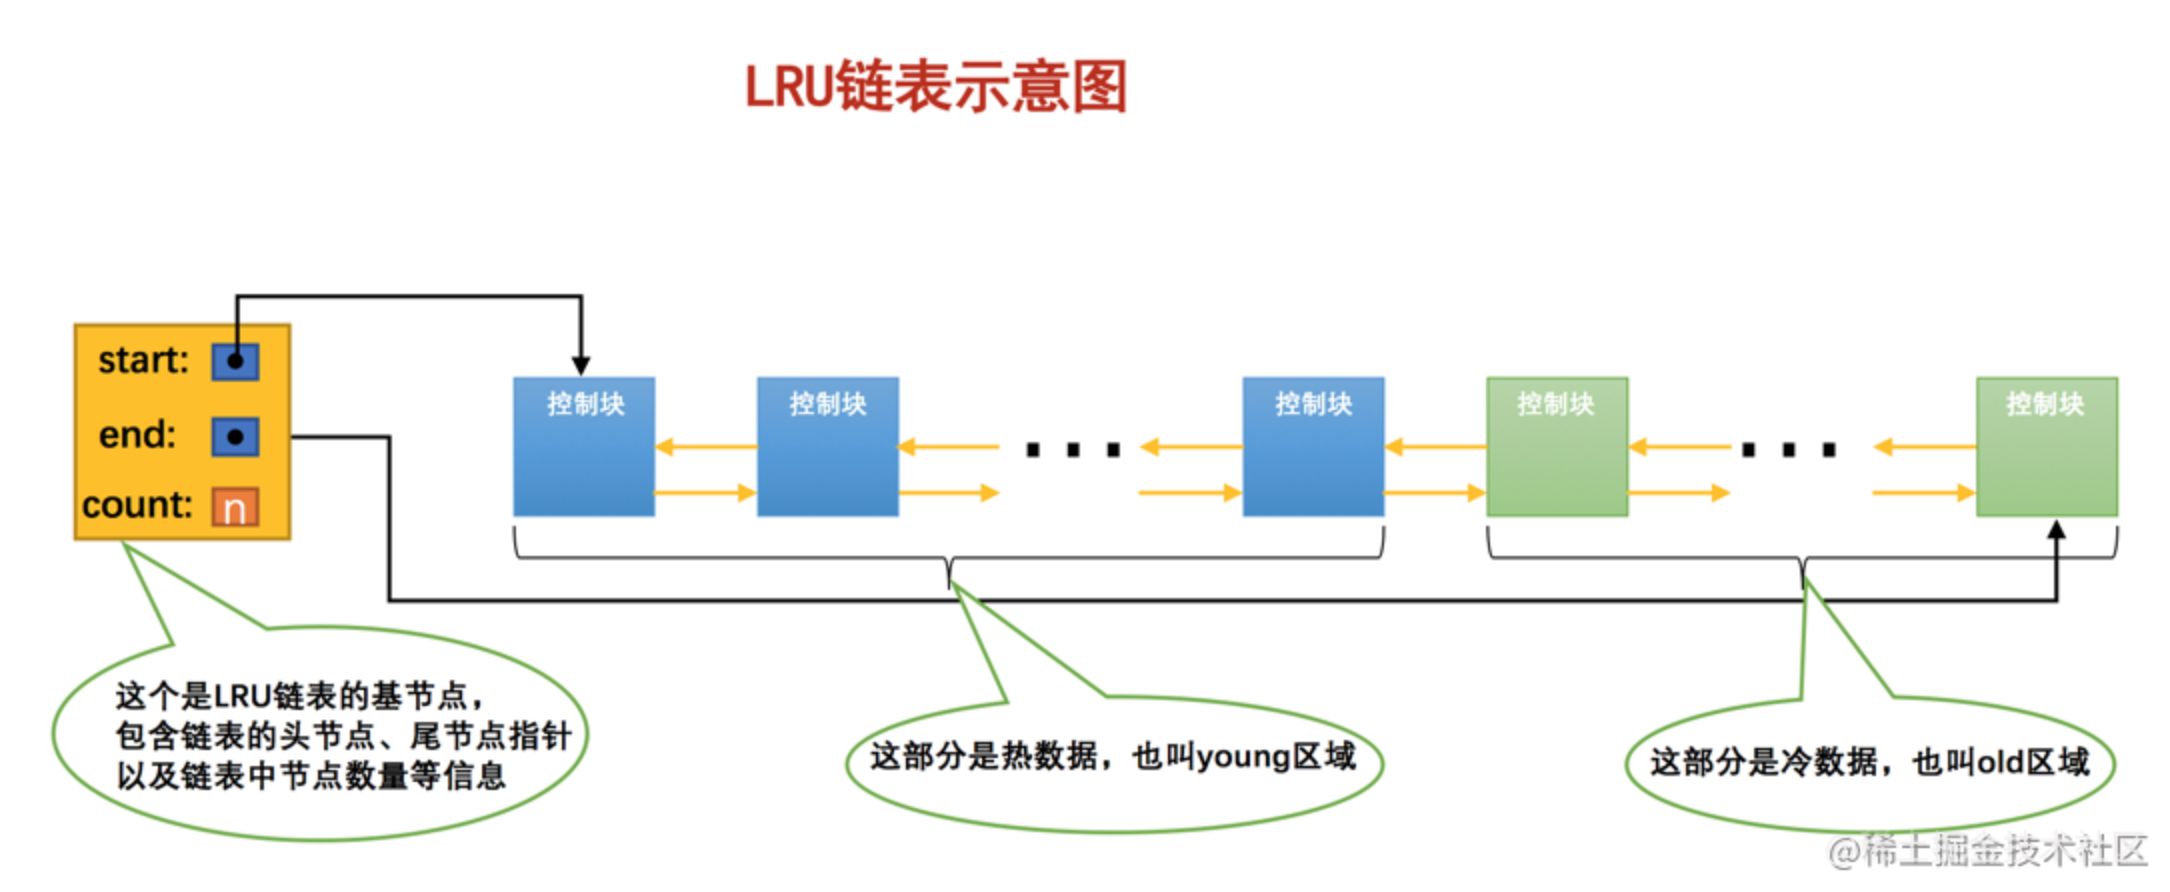 LRU链表示意图
start:
end:
count: n
控制块
控制块
控制块
控制块
控制块
这个是LRU链表的基节点，
包含链表的头节点、尾节点指针
以及链表中节点数量等信息
这部分是热数据，也叫young区域
这部分是冷数据，也叫old区域
@稀土掘金技术社区